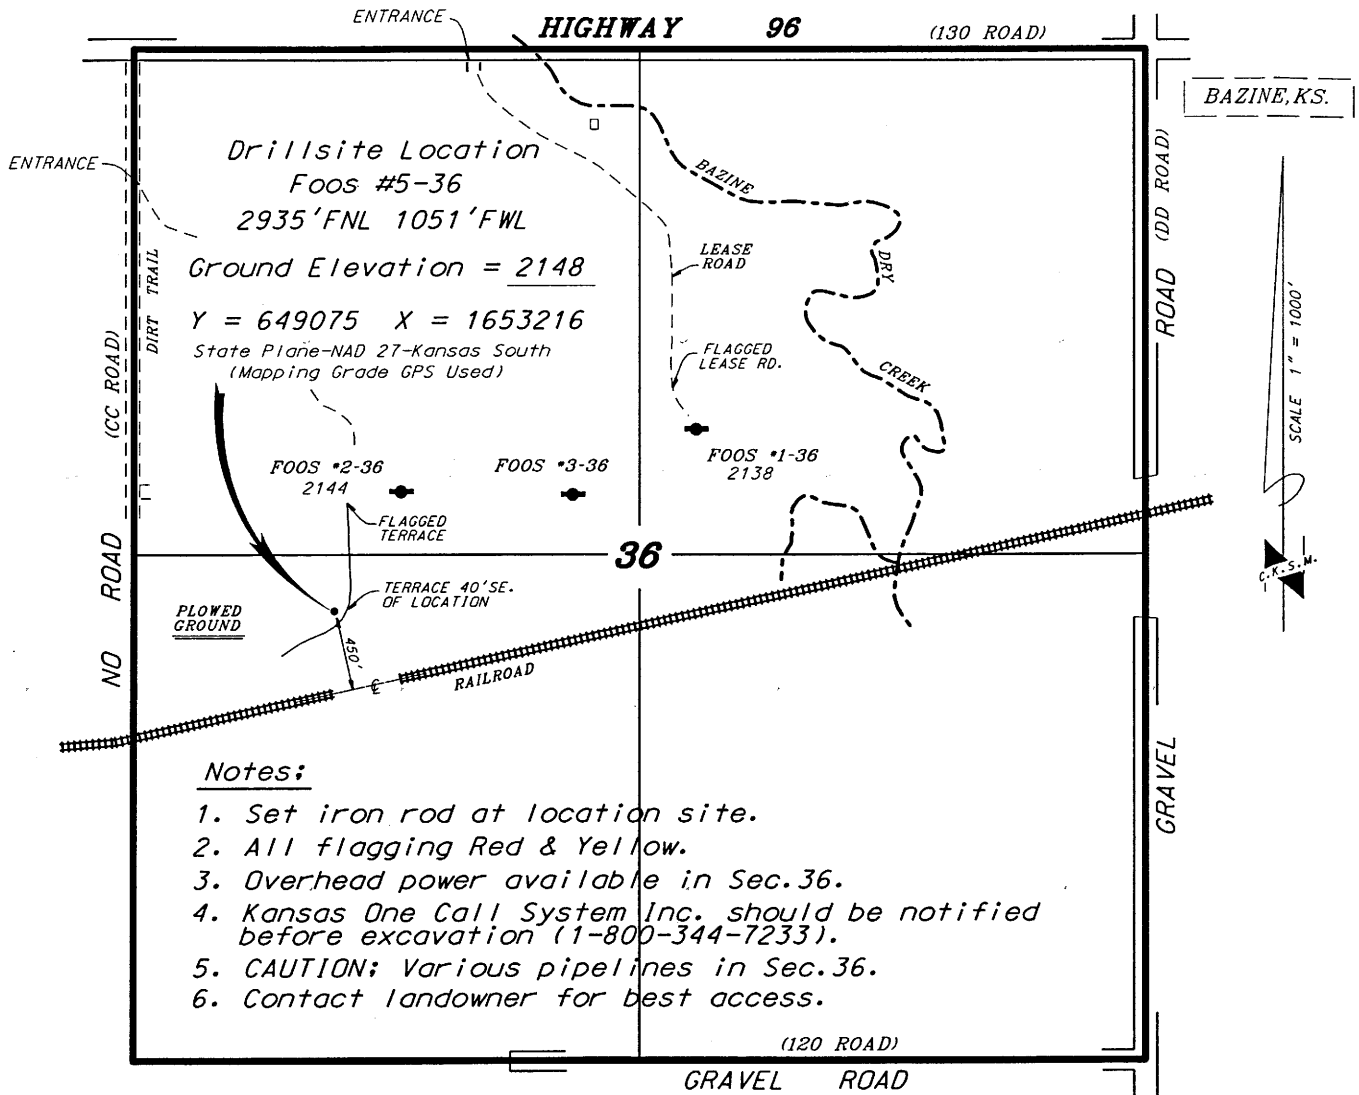 ENTRANCE
HIGHWAY 96 (130 ROAD)
BAZINE, KS.
ENTRANCE
Drillsite Location
Foos #5-36
2935'FNL 1051'FWL
Ground Elevation = 2148
Y = 649075 X = 1653216
State Plane-NAD 27-Kansas South
(Mapping Grade GPS Used)
BAZINE
DRY
CREEK
LEASE
ROAD
FLAGGED
LEASE RD.
DIRT TRAIL
NO ROAD (CC ROAD)
GRAVEL ROAD (DD ROAD)
SCALE 1" = 1000'
C.K.S.M.
FOOS #2-36
2144
FOOS #3-36
FOOS #1-36
2138
FLAGGED
TERRACE
36
TERRACE 40'SE.
OF LOCATION
PLOWED
GROUND
450'
℄
RAILROAD
Notes:
1. Set iron rod at location site.
2. All flagging Red & Yellow.
3. Overhead power available in Sec.36.
4. Kansas One Call System Inc. should be notified
before excavation (1-800-344-7233).
5. CAUTION: Various pipelines in Sec.36.
6. Contact landowner for best access.
(120 ROAD)
GRAVEL ROAD